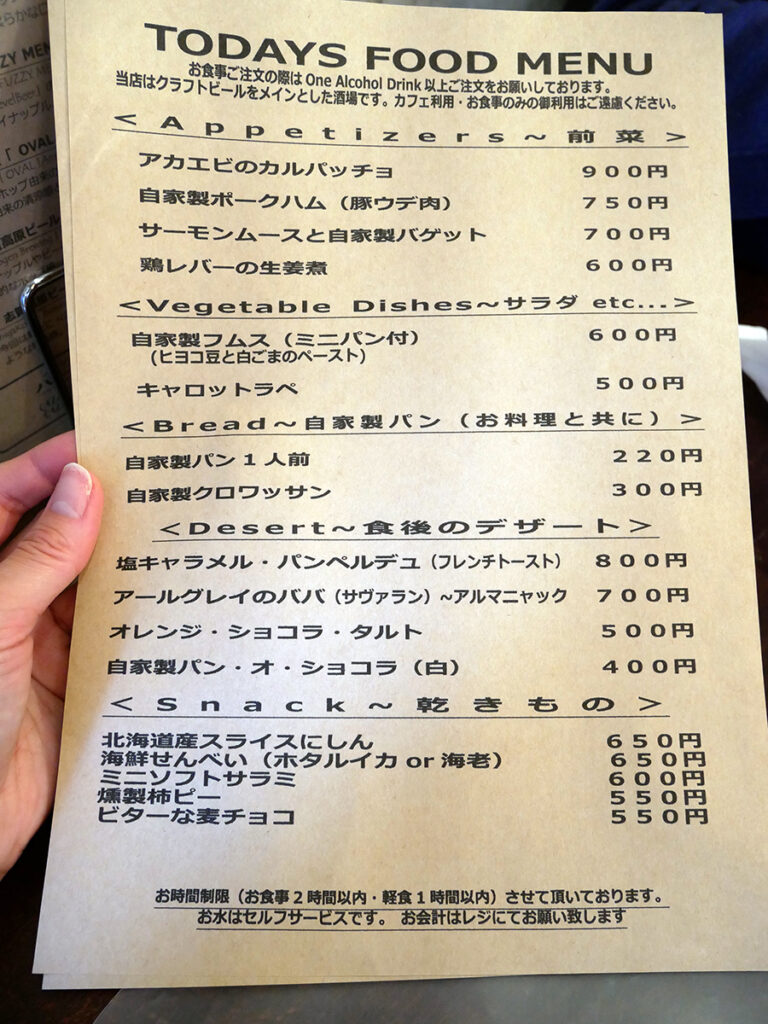 TODAYS FOOD MENU
お食事ご注文の際は One Alcohol Drink 以上ご注文をお願いしております。
当店はクラフトビールをメインとした酒場です。カフェ利用・お食事のみの御利用はご遠慮ください。
<Appetizers~前菜>
アカエビのカルパッチョ 900円
自家製ポークハム（豚ウデ肉） 750円
サーモンムースと自家製バゲット 700円
鶏レバーの生姜煮 600円
<Vegetable Dishes~サラダ etc...>
自家製フムス（ミニパン付） 600円
(ヒヨコ豆と白ごまのペースト)
キャロットラペ 500円
<Bread~自家製パン（お料理と共に）>
自家製パン1人前 220円
自家製クロワッサン 300円
<Desert~食後のデザート>
塩キャラメル・パンペルデュ（フレンチトースト） 800円
アールグレイのババ（サヴァラン）~アルマニャック 700円
オレンジ・ショコラ・タルト 500円
自家製パン・オ・ショコラ（白） 400円
<Snack~乾きもの>
北海道産スライスにしん 650円
海鮮せんべい（ホタルイカ or 海老） 650円
ミニソフトサラミ 600円
燻製柿ピー 550円
ビターな麦チョコ 550円
お時間制限（お食事2時間以内・軽食1時間以内）させて頂いております。
お水はセルフサービスです。 お会計はレジにてお願い致します